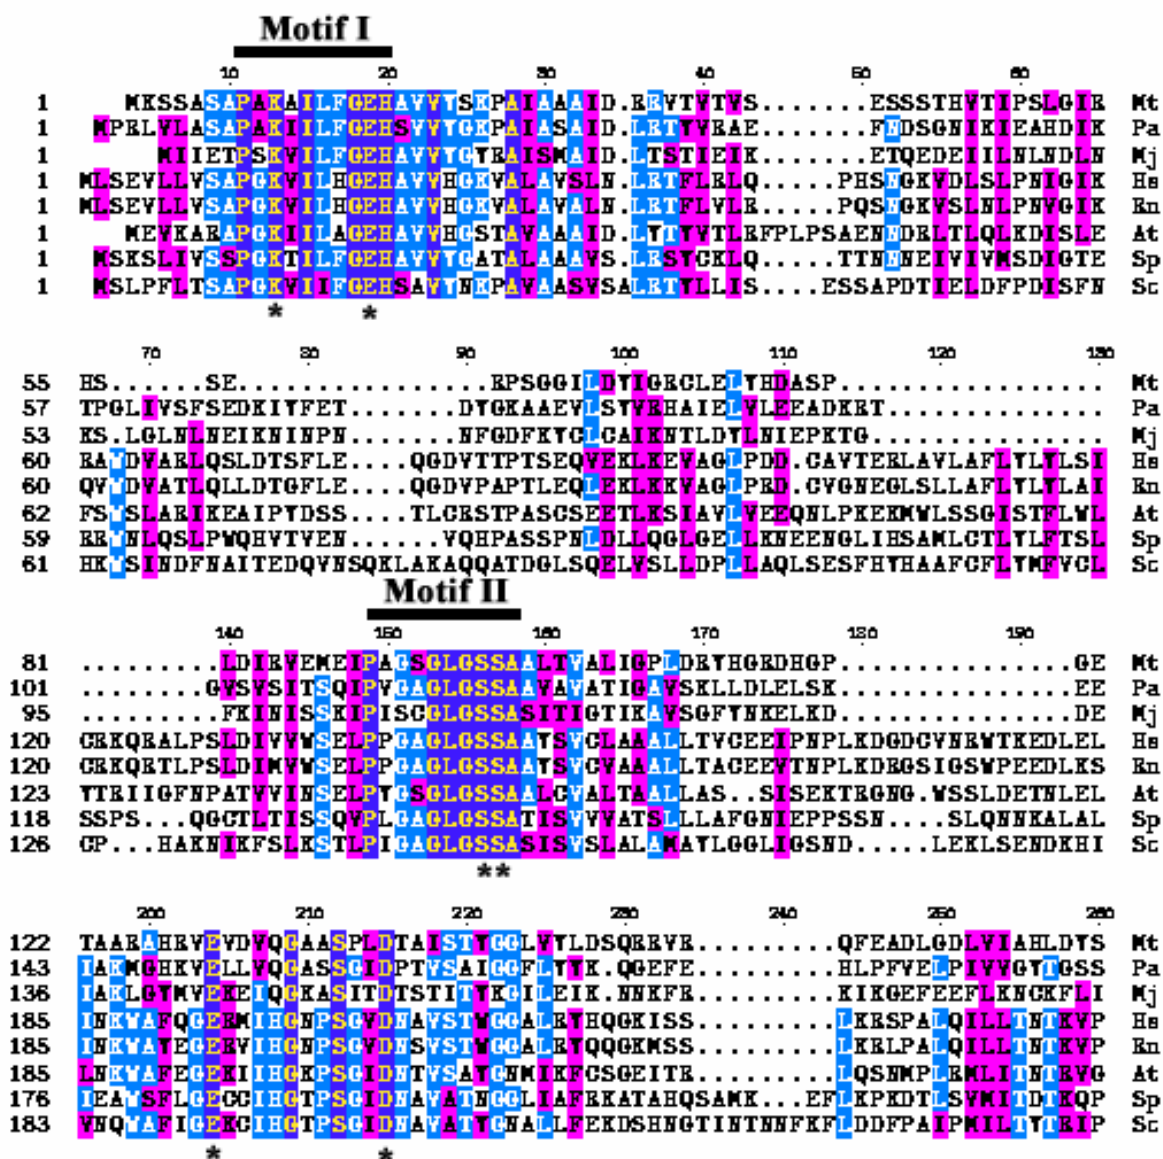 Motif I
10 20 30 40 50 60
1 MKSSASAPAKAILFGEHAVVYSKPAIAAAID.RRVTVTVS.......ESSSTHVTIPSLGIR Mt
1 MPRLVLASAPAKIILFGEHSVVYGKPAIASAID.LRTYVRAE.......FNDSGNIKIEAHDIK Pa
1 MIIETPSKVILFGEHAVVYGYRAISMAID.LTSTIEIK.......ETQEDEIILNLNDLN Mj
1 MLSEVLLVSAPGKVILHGEHAVVHGKVALAVSLN.LRTFLRLQ......PHSNGKVDLSLPNIGIK Hs
1 MLSEVLLVSAPGKVILHGEHAVVHGKVALAVALN.LRTFLVLR......PQSNGKVSLNLPNVGIK Rn
1 MEVKARAPGKIILAGEHAVVHGSTAVAAAID.LYTYVTLRFPLPSAENNDRLTLQLKDISLE At
1 MSKSLIVSSPGKTILFGEHAVVYGATALAAAVS.LRSYCKLQ......TTNNNEIVIVMSDIGTE Sp
1 MSLPFLTSAPGKVIIFGEHSAVYNKPAVAASVSALRTYLLIS....ESSAPDTIELDFPDISFN Sc
* *
70 80 90 100 110 120 130
55 HS......SE................RPSGGILDYIGRCLELYHDASP................. Mt
57 TPGLIVSFSEDKIYFET.......DYGKAAEVLSYVRHAIELVLEEADKRT.............. Pa
53 KS.LGLNLNEIKNINPN.......NFGDFKYCLCAIKNTLDYLNIEPKTG............... Mj
60 RAWDVARLQSLDTSFLE....QGDVTTPTSEQVEKLKEVAGLPDD.CAVTERLAVLAFLYLYLSI Hs
60 QVWDVATLQLLDTGFLE....QGDVPAPTLEQLEKLKKVAGLPRD.CVGNEGLSLLAFLYLYLAI Rn
62 FSWSLARIKEAIPYDSS....TLCRSTPASCSEETLKSIAVLVEEQNLPKEKMWLSSGISTFLWL At
59 RRWNLQSLPWQHVTVEN......VQHPASSPNLDLLQGLGELLKNEENGLIHSAMLCTLYLFTSL Sp
61 HKWSINDFNAITEDQVNSQKLAKAQQATDGLSQELVSLLDPLLAQLSESFHYHAAFCFLYMFVCL Sc
Motif II
140 150 160 170 180 190
81 .........LDIRVEMEIPAGSGLGSSAALTVALIGPLDRYHGRDHGP...............GE Mt
101 ........GVSVSITSQIPVGAGLGSSAAVAVATIGAVSKLLDLELSK...............EE Pa
95 .........FKINISSKIPISCGLGSSASITIGTIKAVSGFYNKELKD...............DE Mj
120 CRKQRALPSLDIVVWSELPPGAGLGSSAAYSVCLAAALLTVCEEIPNPLKDGDCVNRWTKEDLEL Hs
120 CRKQRTLPSLDIMVWSELPPGAGLGSSAAYSVCVAAALLTACEEVTNPLKDRGSIGSWPEEDLKS Rn
123 YTRIIGFNPATVVINSELPYGSGLGSSAALCVALTAALLAS..SISEKTRGNG.WSSLDETNLEL At
118 SSPS...QGCTLTISSQVPLGAGLGSSATISVVVATSLLLAFGNIEPPSSN....SLQNNKALAL Sp
126 CP...HAKNIKFSLKSTLPIGAGLGSSASISVSLALAMAYLGGLIGSND.....LEKLSENDKHI Sc
**
200 210 220 230 240 250 260
122 TAARAHRVEVDVQGAASPLDTAISTYGGLVYLDSQRRVR.........QFEADLGDLVIAHLDYS Mt
143 IAKMGHKVELLVQGASSGIDPTVSAIGGFLYYK.QGEFE.........HLPFVELPIVVGYTGSS Pa
136 IAKLGYMVEKEIQGKASITDTSTITYKGILEIK.NNKFR.........KIKGEFEEFLKNCKFLI Mj
185 INKWAFQGERMIHGNPSGVDNAVSTWGGALRYHQGKISS.........LKRSPALQILLTNTKVP Hs
185 INKWAYEGERVIHGNPSGVDNSVSTWGGALRYQQGKMSS.........LKRLPALQILLTNTKVP Rn
185 LNKWAFEGEKIIHGKPSGIDNTVSAYGNMIKFCSGEITR.........LQSNMPLRMLITNTRVG At
176 IEAWSFLGECCIHGTPSGIDNAVATNGGLIAFRKATAHQSAMK...EFLKPKDTLSVMITDTKQP Sp
183 VNQWAFIGEKCIHGTPSGIDNAVATYGNALLFEKDSHNGTINTNNFKFLDDFPAIPMILTYTRIP Sc
* *